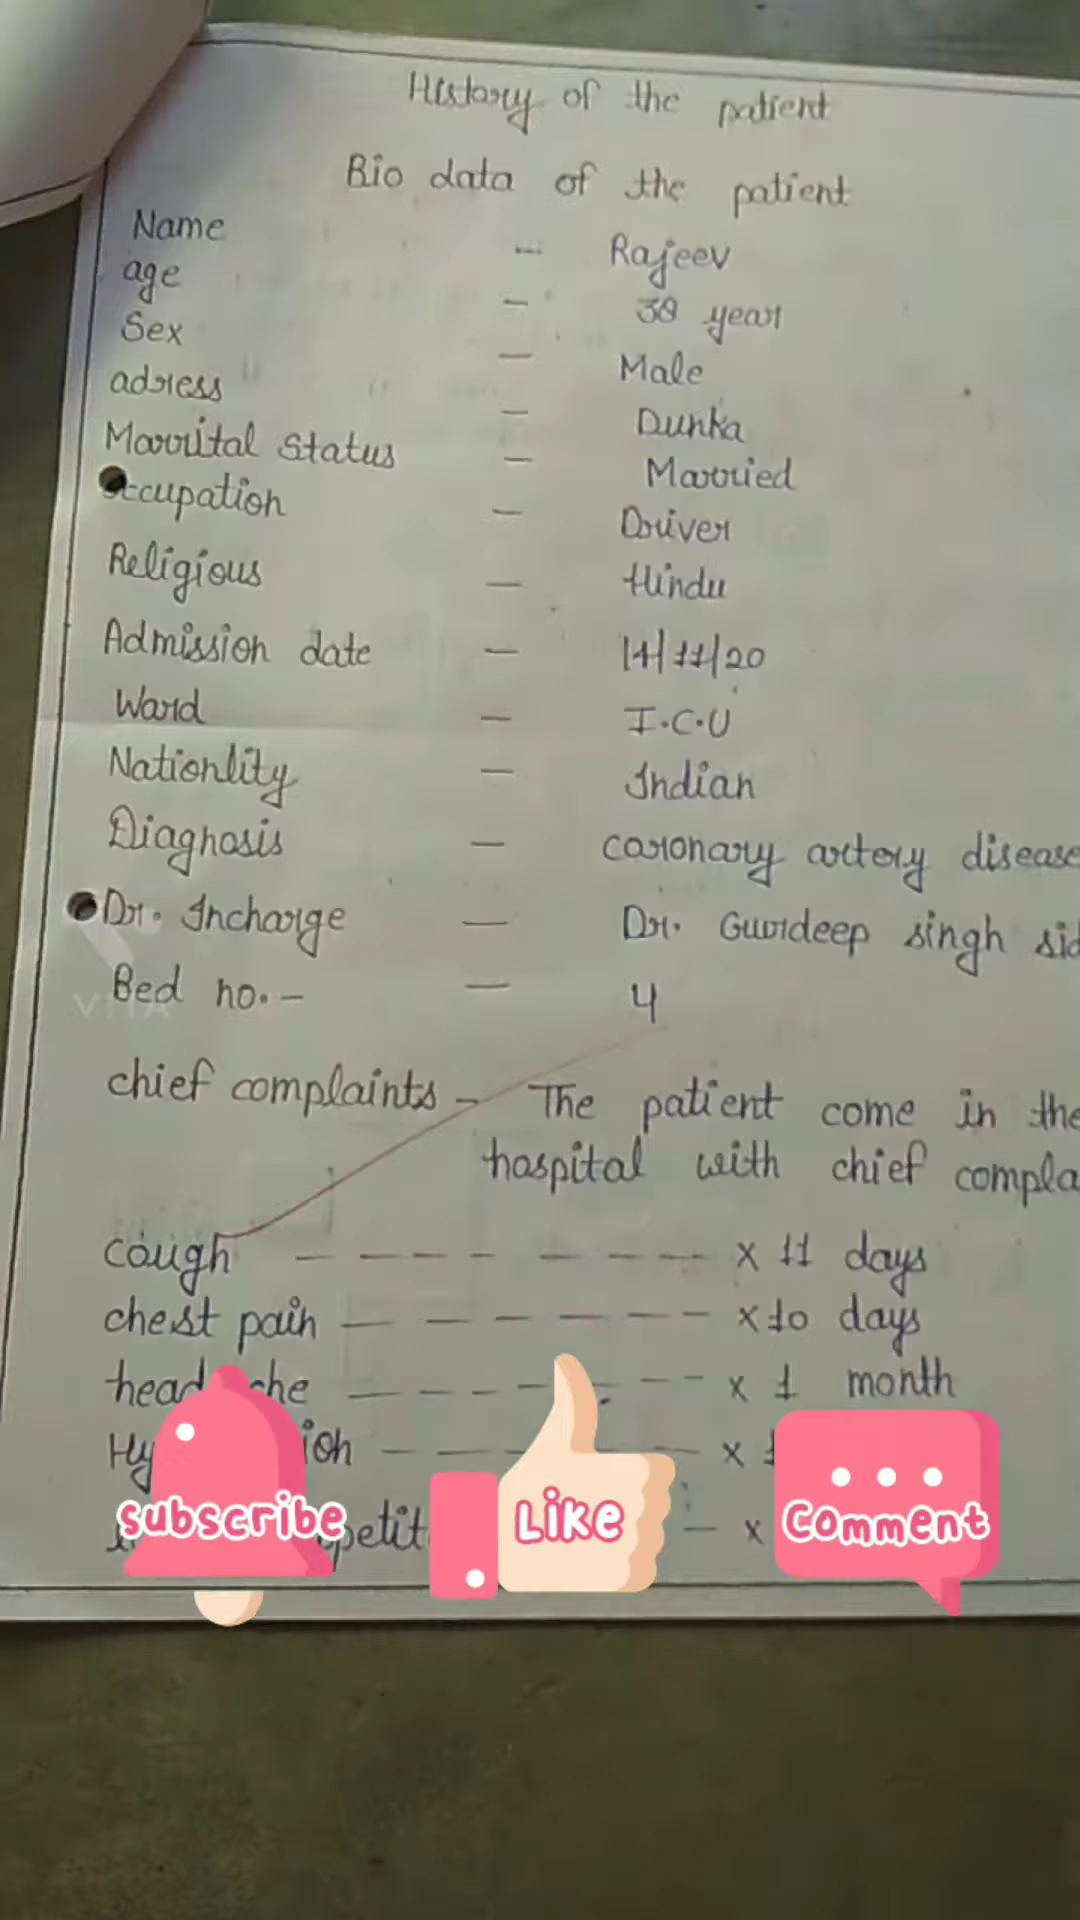 History of the patient
Bio data of the patient
Name - Rajeev
age - 38 year
Sex - Male
adress - Dunka
Marrital Status - Married
occupation - Driver
Religious - Hindu
Admission date - 14/11/20
Ward - I.C.U
Nationlity - Indian
Diagnosis - coronary artery disease
Dr. Incharge - Dr. Gurdeep singh
Bed no. - - 4
chief complaints - The patient come in the
hospital with chief
cough - - - - - - - x 11 days
chest pain - - - - - - x 10 days
- - - - - - x 1 month
- - - - x
- x
Subscribe Like Comment